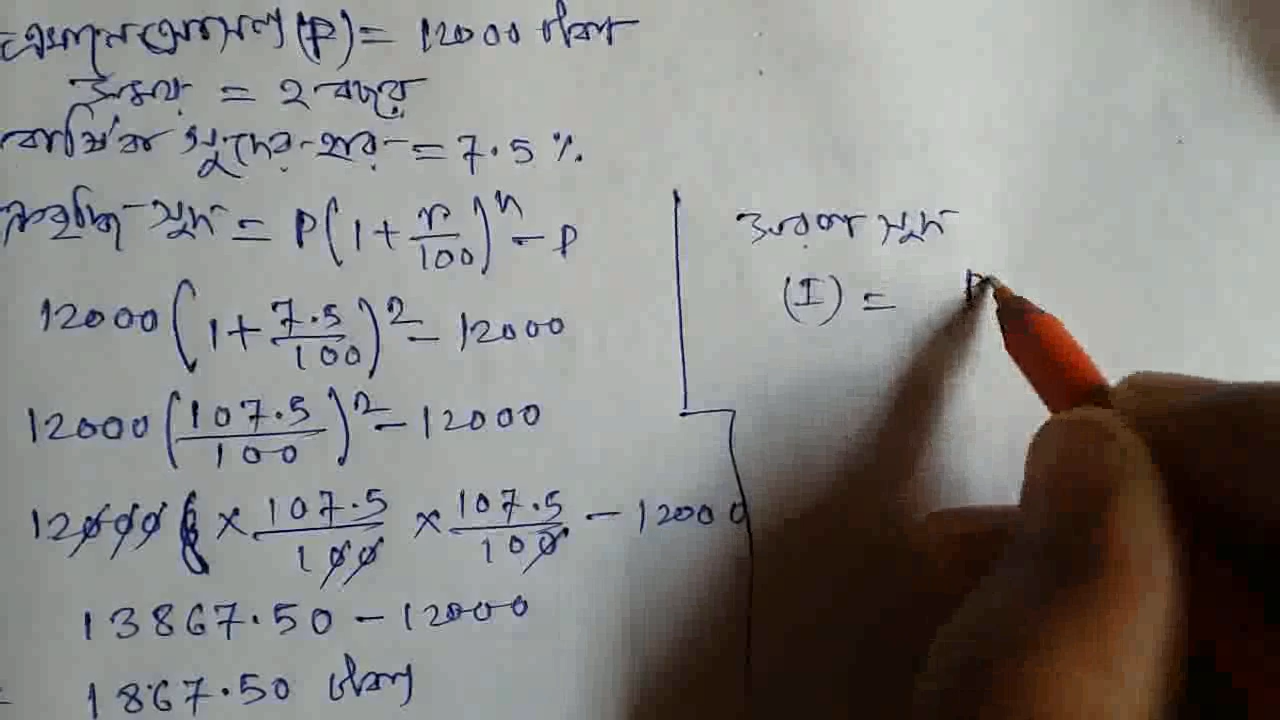 এখানে আসল (P) = 12000 টাকা
সময় = 2 বছর
বার্ষিক সুদের হার = 7.5 %.
চক্রবৃদ্ধি সুদ = P(1 + r/100)^n - P
12000 (1 + 7.5/100)^2 - 12000
12000 (107.5/100)^2 - 12000
12000 × 107.5/100 × 107.5/100 - 12000
13867.50 - 12000
= 1867.50 টাকা
সরল সুদ
(I) = P